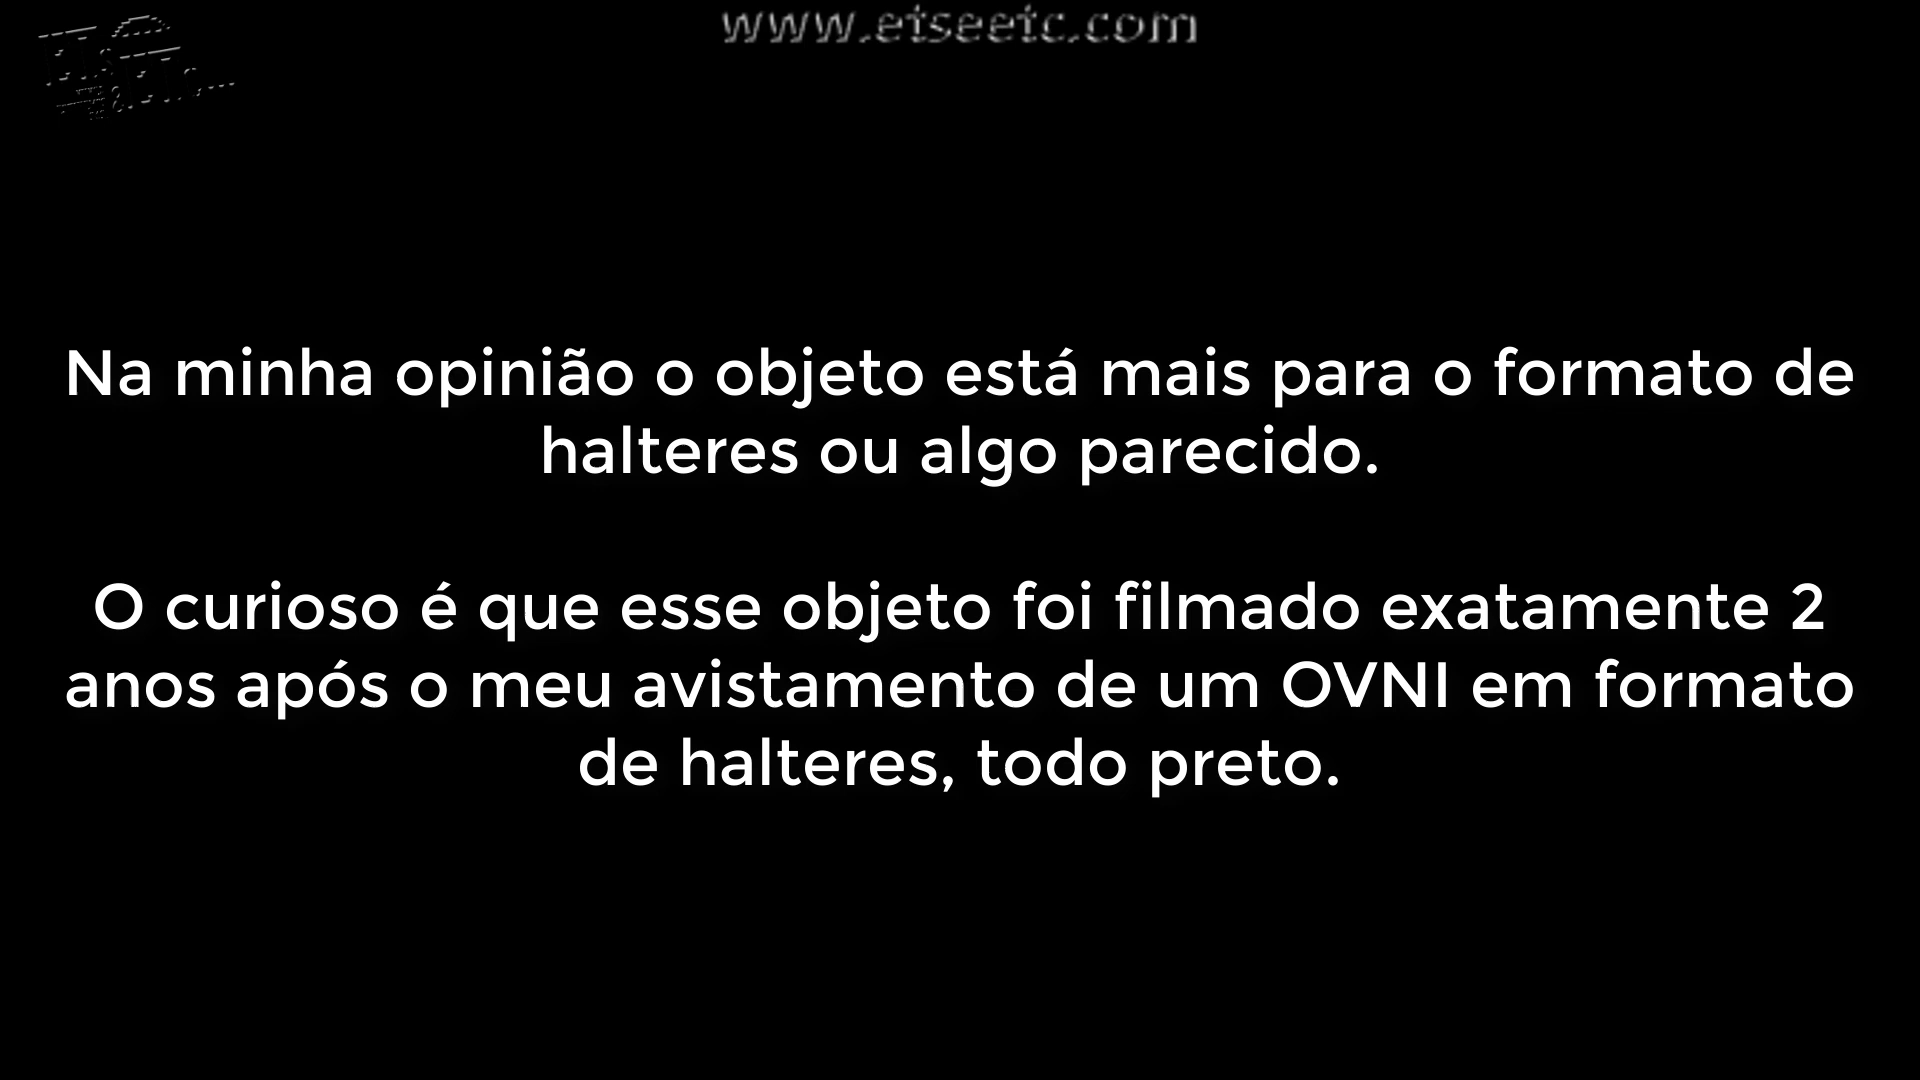 www.etseetc.com
Na minha opinião o objeto está mais para o formato de
halteres ou algo parecido.
O curioso é que esse objeto foi filmado exatamente 2
anos após o meu avistamento de um OVNI em formato
de halteres, todo preto.